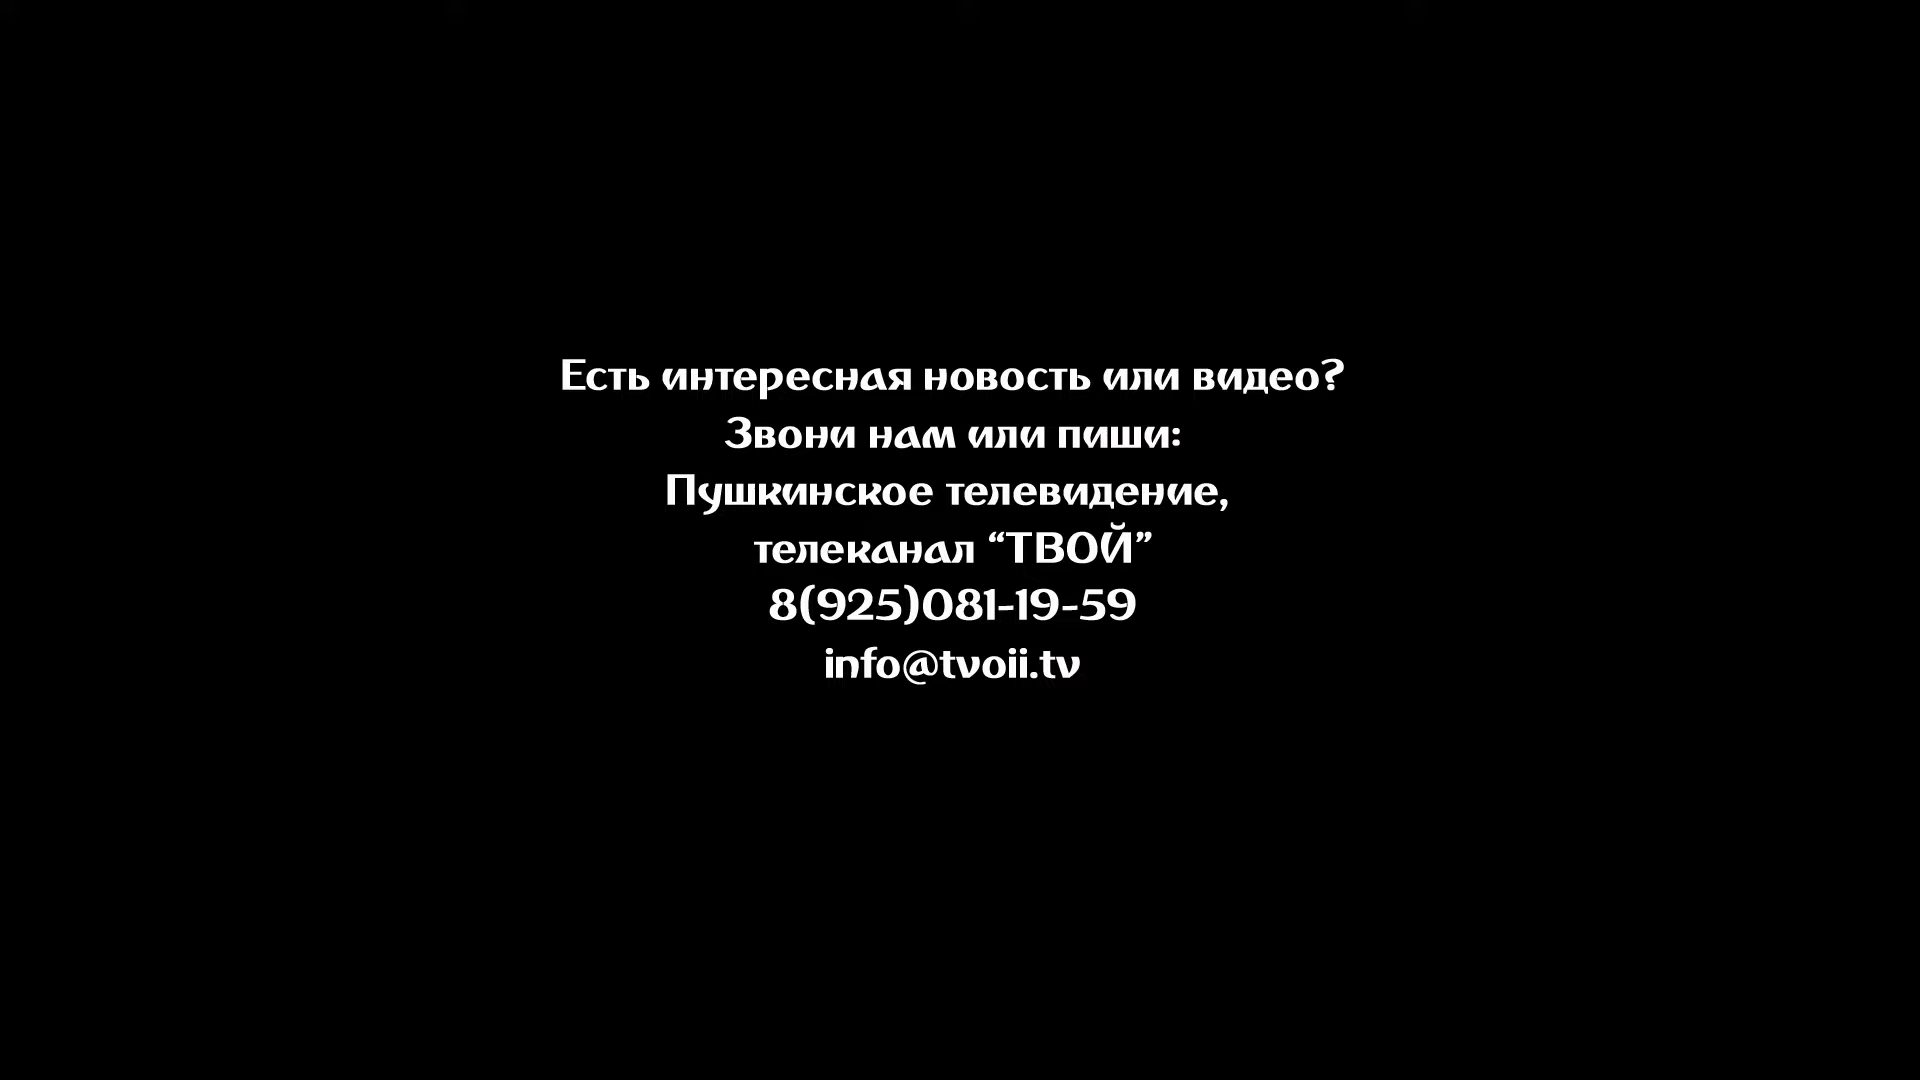 Есть интересная новость или видео?
Звони нам или пиши:
Пушкинское телевидение,
телеканал “ТВОЙ”
8(925)081-19-59
info@tvoii.tv